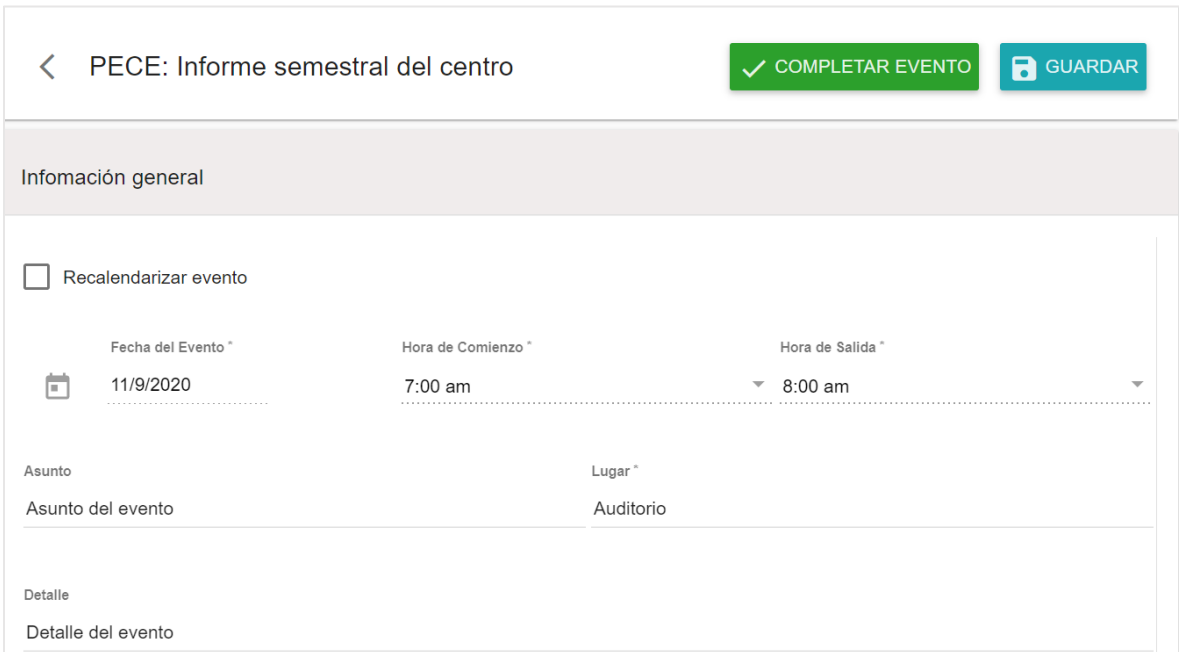 PECE: Informe semestral del centro
COMPLETAR EVENTO
GUARDAR
Infomación general
Recalendarizar evento
Fecha del Evento * Hora de Comienzo * Hora de Salida *
11/9/2020 7:00 am 8:00 am
Asunto Lugar *
Asunto del evento Auditorio
Detalle
Detalle del evento